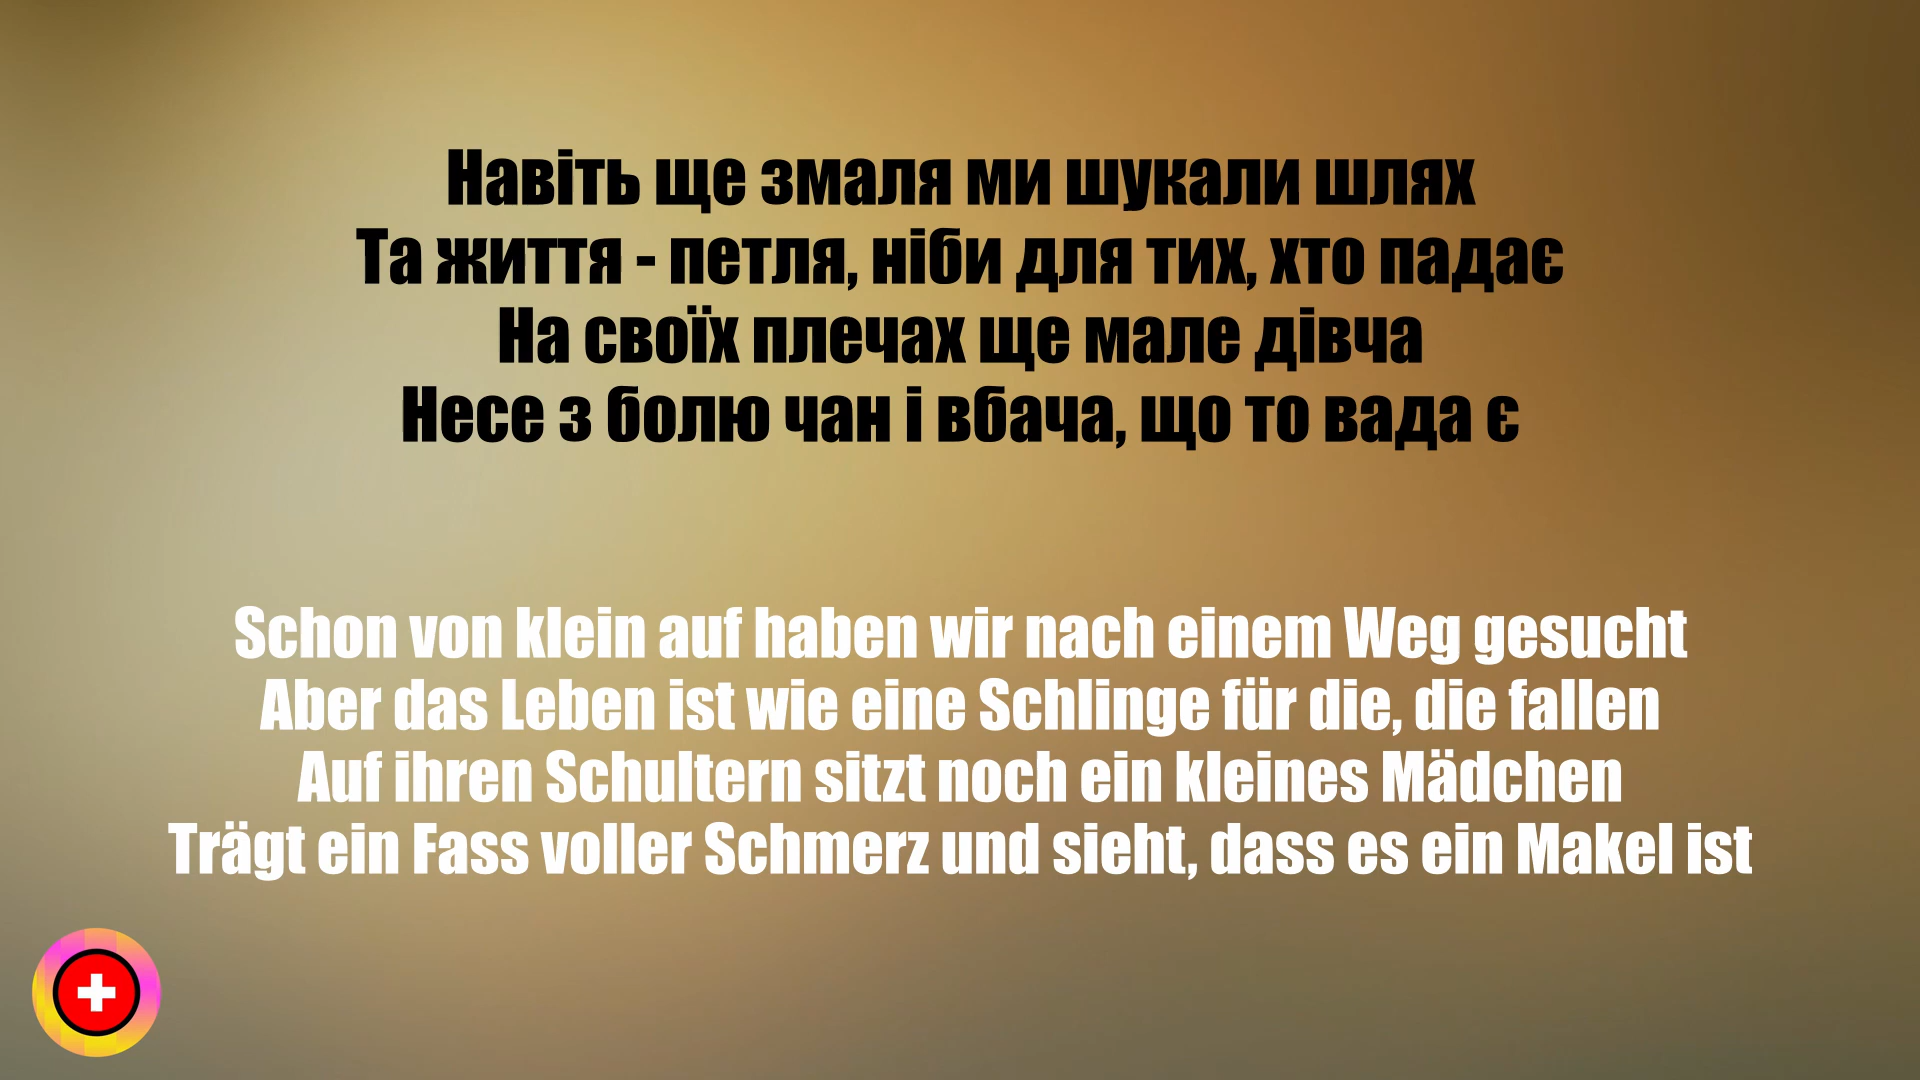 Навіть ще змаля ми шукали шлях
Та життя - петля, ніби для тих, хто падає
На своїх плечах ще мале дівча
Несе з болю чан і вбача, що то вада є
Schon von klein auf haben wir nach einem Weg gesucht
Aber das Leben ist wie eine Schlinge für die, die fallen
Auf ihren Schultern sitzt noch ein kleines Mädchen
Trägt ein Fass voller Schmerz und sieht, dass es ein Makel ist